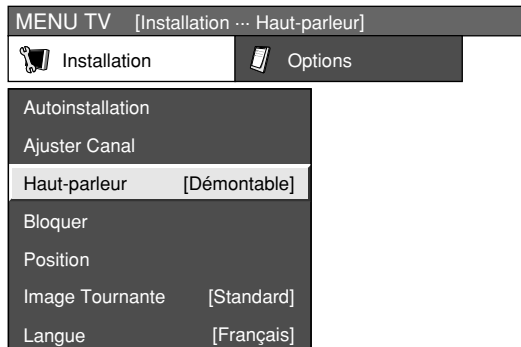 MENU TV [Installation ··· Haut-parleur]
Installation Options
Autoinstallation
Ajuster Canal
Haut-parleur [Démontable]
Bloquer
Position
Image Tournante [Standard]
Langue [Français]